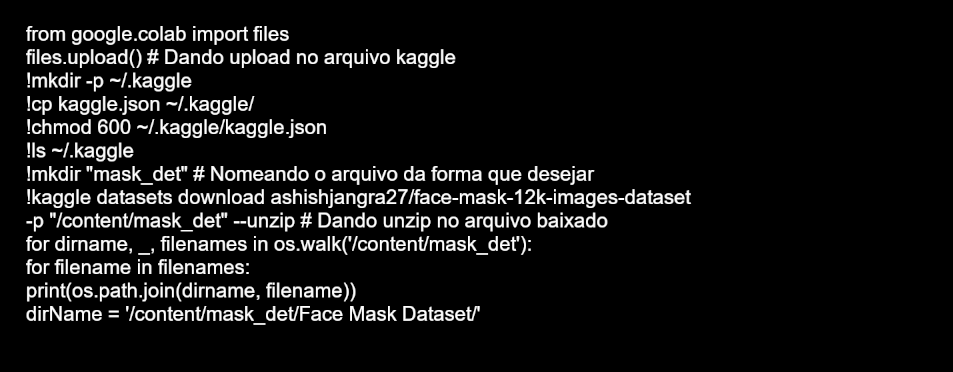 from google.colab import files
files.upload() # Dando upload no arquivo kaggle
!mkdir -p ~/.kaggle
!cp kaggle.json ~/.kaggle/
!chmod 600 ~/.kaggle/kaggle.json
!ls ~/.kaggle
!mkdir "mask_det" # Nomeando o arquivo da forma que desejar
!kaggle datasets download ashishjangra27/face-mask-12k-images-dataset
-p "/content/mask_det" --unzip # Dando unzip no arquivo baixado
for dirname, _, filenames in os.walk('/content/mask_det'):
for filename in filenames:
print(os.path.join(dirname, filename))
dirName = '/content/mask_det/Face Mask Dataset/'